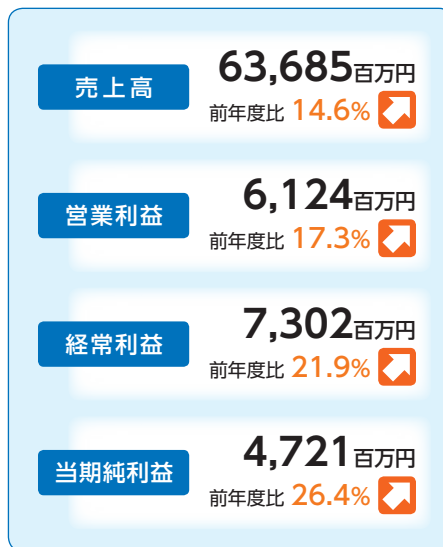 売上高
63,685百万円
前年度比 14.6%
営業利益
6,124百万円
前年度比 17.3%
経常利益
7,302百万円
前年度比 21.9%
当期純利益
4,721百万円
前年度比 26.4%